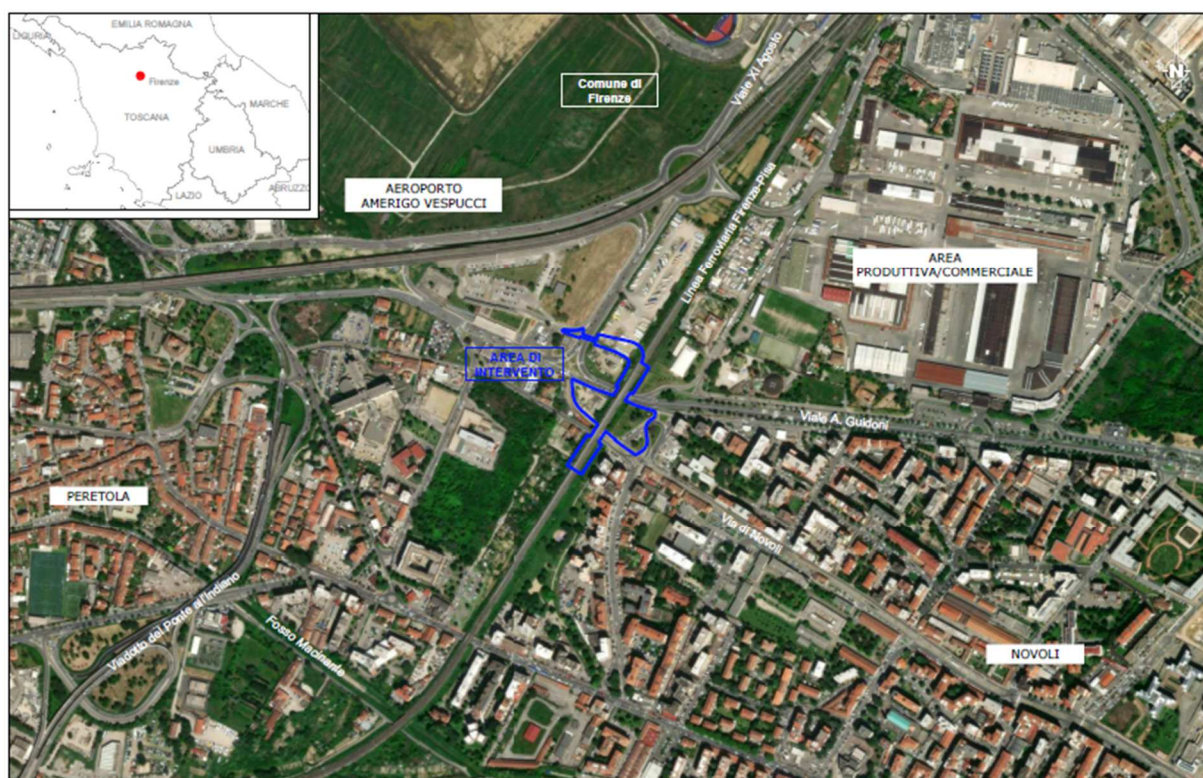 EMILIA ROMAGNA
LIGURIA
Firenze
MARCHE
TOSCANA
UMBRIA
LAZIO
ABRUZZO
Comune di
Firenze
Viale XI Agosto
N
AEROPORTO
AMERIGO VESPUCCI
Linea Ferroviaria Firenze-Pisa
AREA
PRODUTTIVA/COMMERCIALE
AREA DI
INTERVENTO
Viale A. Guidoni
PERETOLA
Via di Novoli
Viadotto del Ponte all'Indiano
Fosso Macinante
NOVOLI